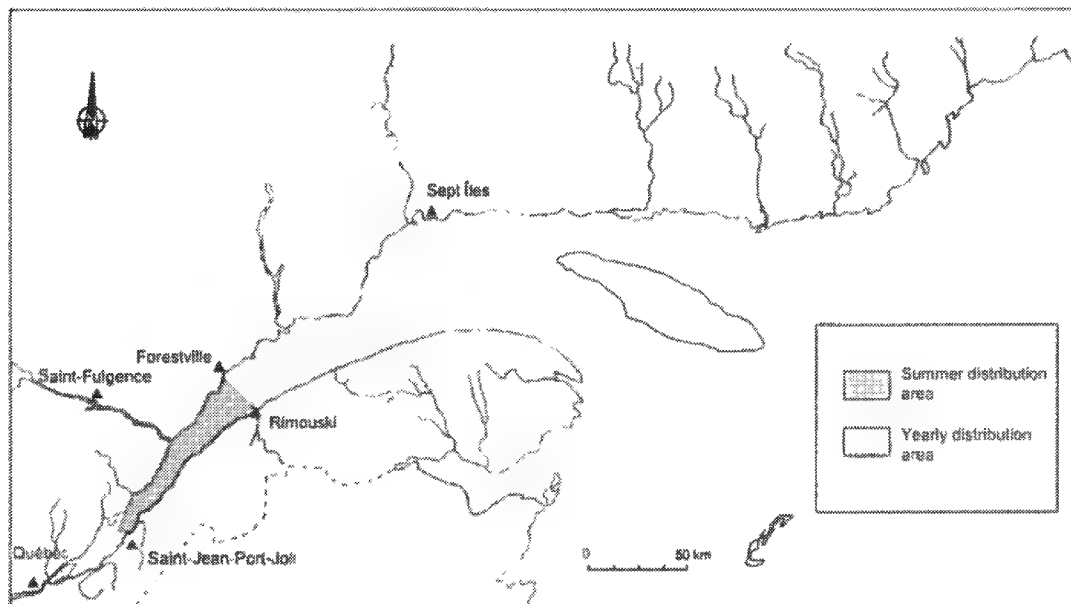 Sept Îles
Forestville
Saint-Fulgence
Rimouski
Summer distribution
area
Yearly distribution
area
Québec
Saint-Jean-Port-Joli
0 50 km